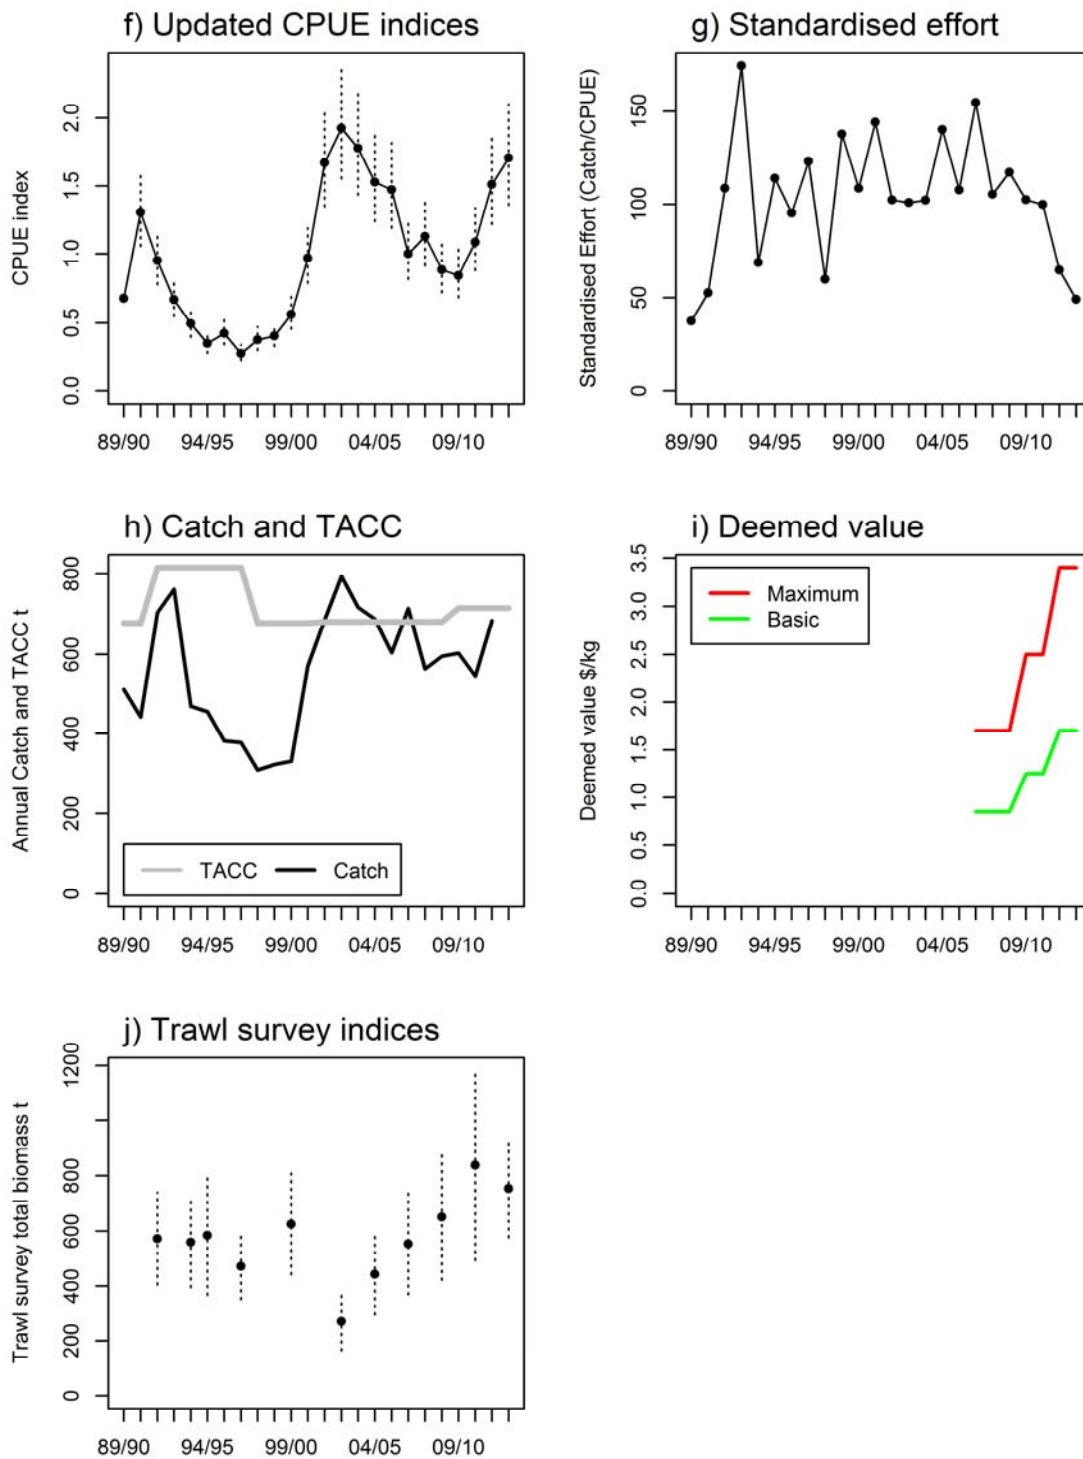 f) Updated CPUE indices
CPUE index
0.0 0.5 1.0 1.5 2.0
89/90 94/95 99/00 04/05 09/10
g) Standardised effort
Standardised Effort (Catch/CPUE)
0 50 100 150
89/90 94/95 99/00 04/05 09/10
h) Catch and TACC
Annual Catch and TACC t
0 200 400 600 800
TACC Catch
89/90 94/95 99/00 04/05 09/10
i) Deemed value
Deemed value $/kg
0.0 0.5 1.0 1.5 2.0 2.5 3.0 3.5
Maximum
Basic
89/90 94/95 99/00 04/05 09/10
j) Trawl survey indices
Trawl survey total biomass t
0 200 400 600 800 1200
89/90 94/95 99/00 04/05 09/10